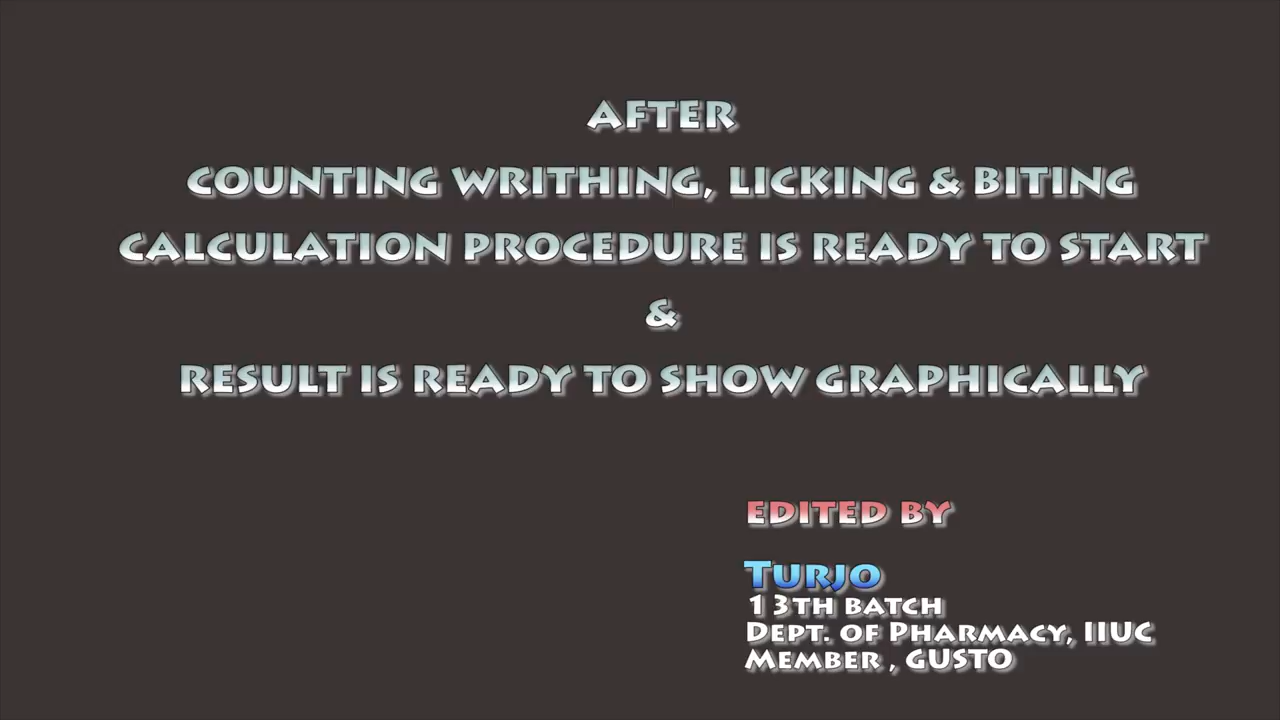 AFTER
COUNTING WRITHING, LICKING & BITING
CALCULATION PROCEDURE IS READY TO START
&
RESULT IS READY TO SHOW GRAPHICALLY
EDITED BY
TURJO
13TH BATCH
DEPT. OF PHARMACY, IIUC
MEMBER , GUSTO